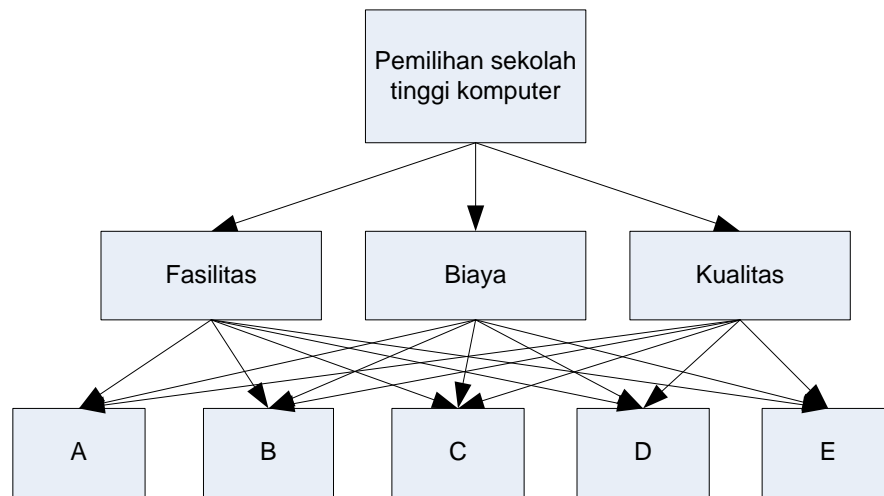 Pemilihan sekolah
tinggi komputer
Fasilitas
Biaya
Kualitas
A
B
C
D
E